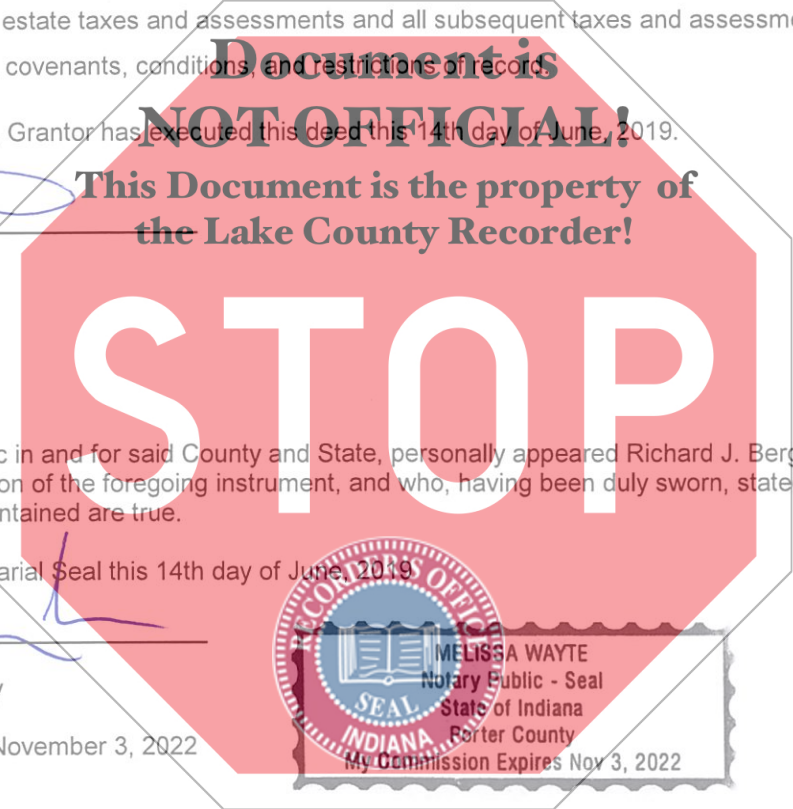 estate taxes and assessments and all subsequent taxes and assessm
covenants, conditions, and restrictions of record.
Document is
NOT OFFICIAL!
Grantor has executed this deed this 14th day of June, 2019.
This Document is the property of
the Lake County Recorder!
STOP
c in and for said County and State, personally appeared Richard J. Berg
on of the foregoing instrument, and who, having been duly sworn, state
ntained are true.
arial Seal this 14th day of June, 2019
RECORDER'S OFFICE
SEAL
INDIANA
MELISSA WAYTE
Notary Public - Seal
State of Indiana
Porter County
My Commission Expires Nov 3, 2022
November 3, 2022